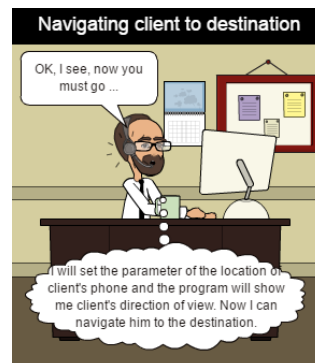 Navigating client to destination
OK, I see, now you
must go ...
I will set the parameter of the location of
client's phone and the program will show
me client's direction of view. Now I can
navigate him to the destination.